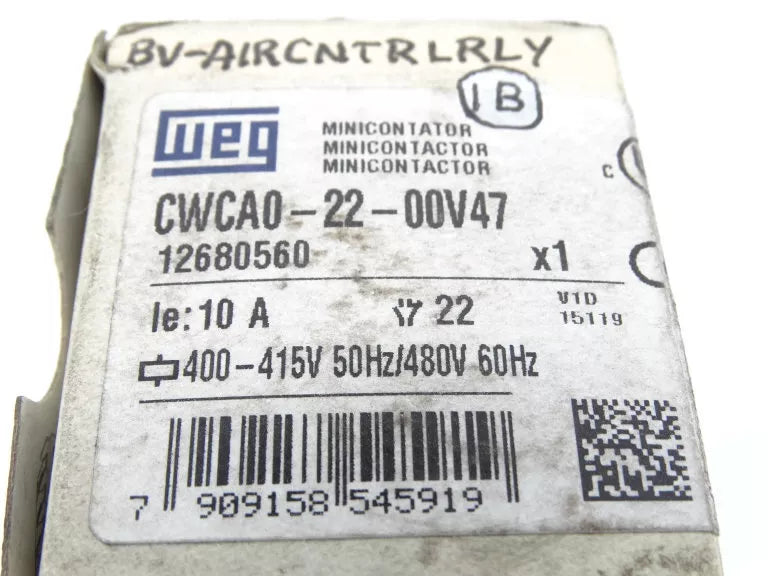 BV-AIRCNTRLRLY
1B
WEG
MINICONTATOR
MINICONTACTOR
MINICONTACTOR
C
CWCA0-22-00V47
12680560 x1
Ie: 10 A 22 V1D
15119
400-415V 50Hz/480V 60Hz
7 909158 545919